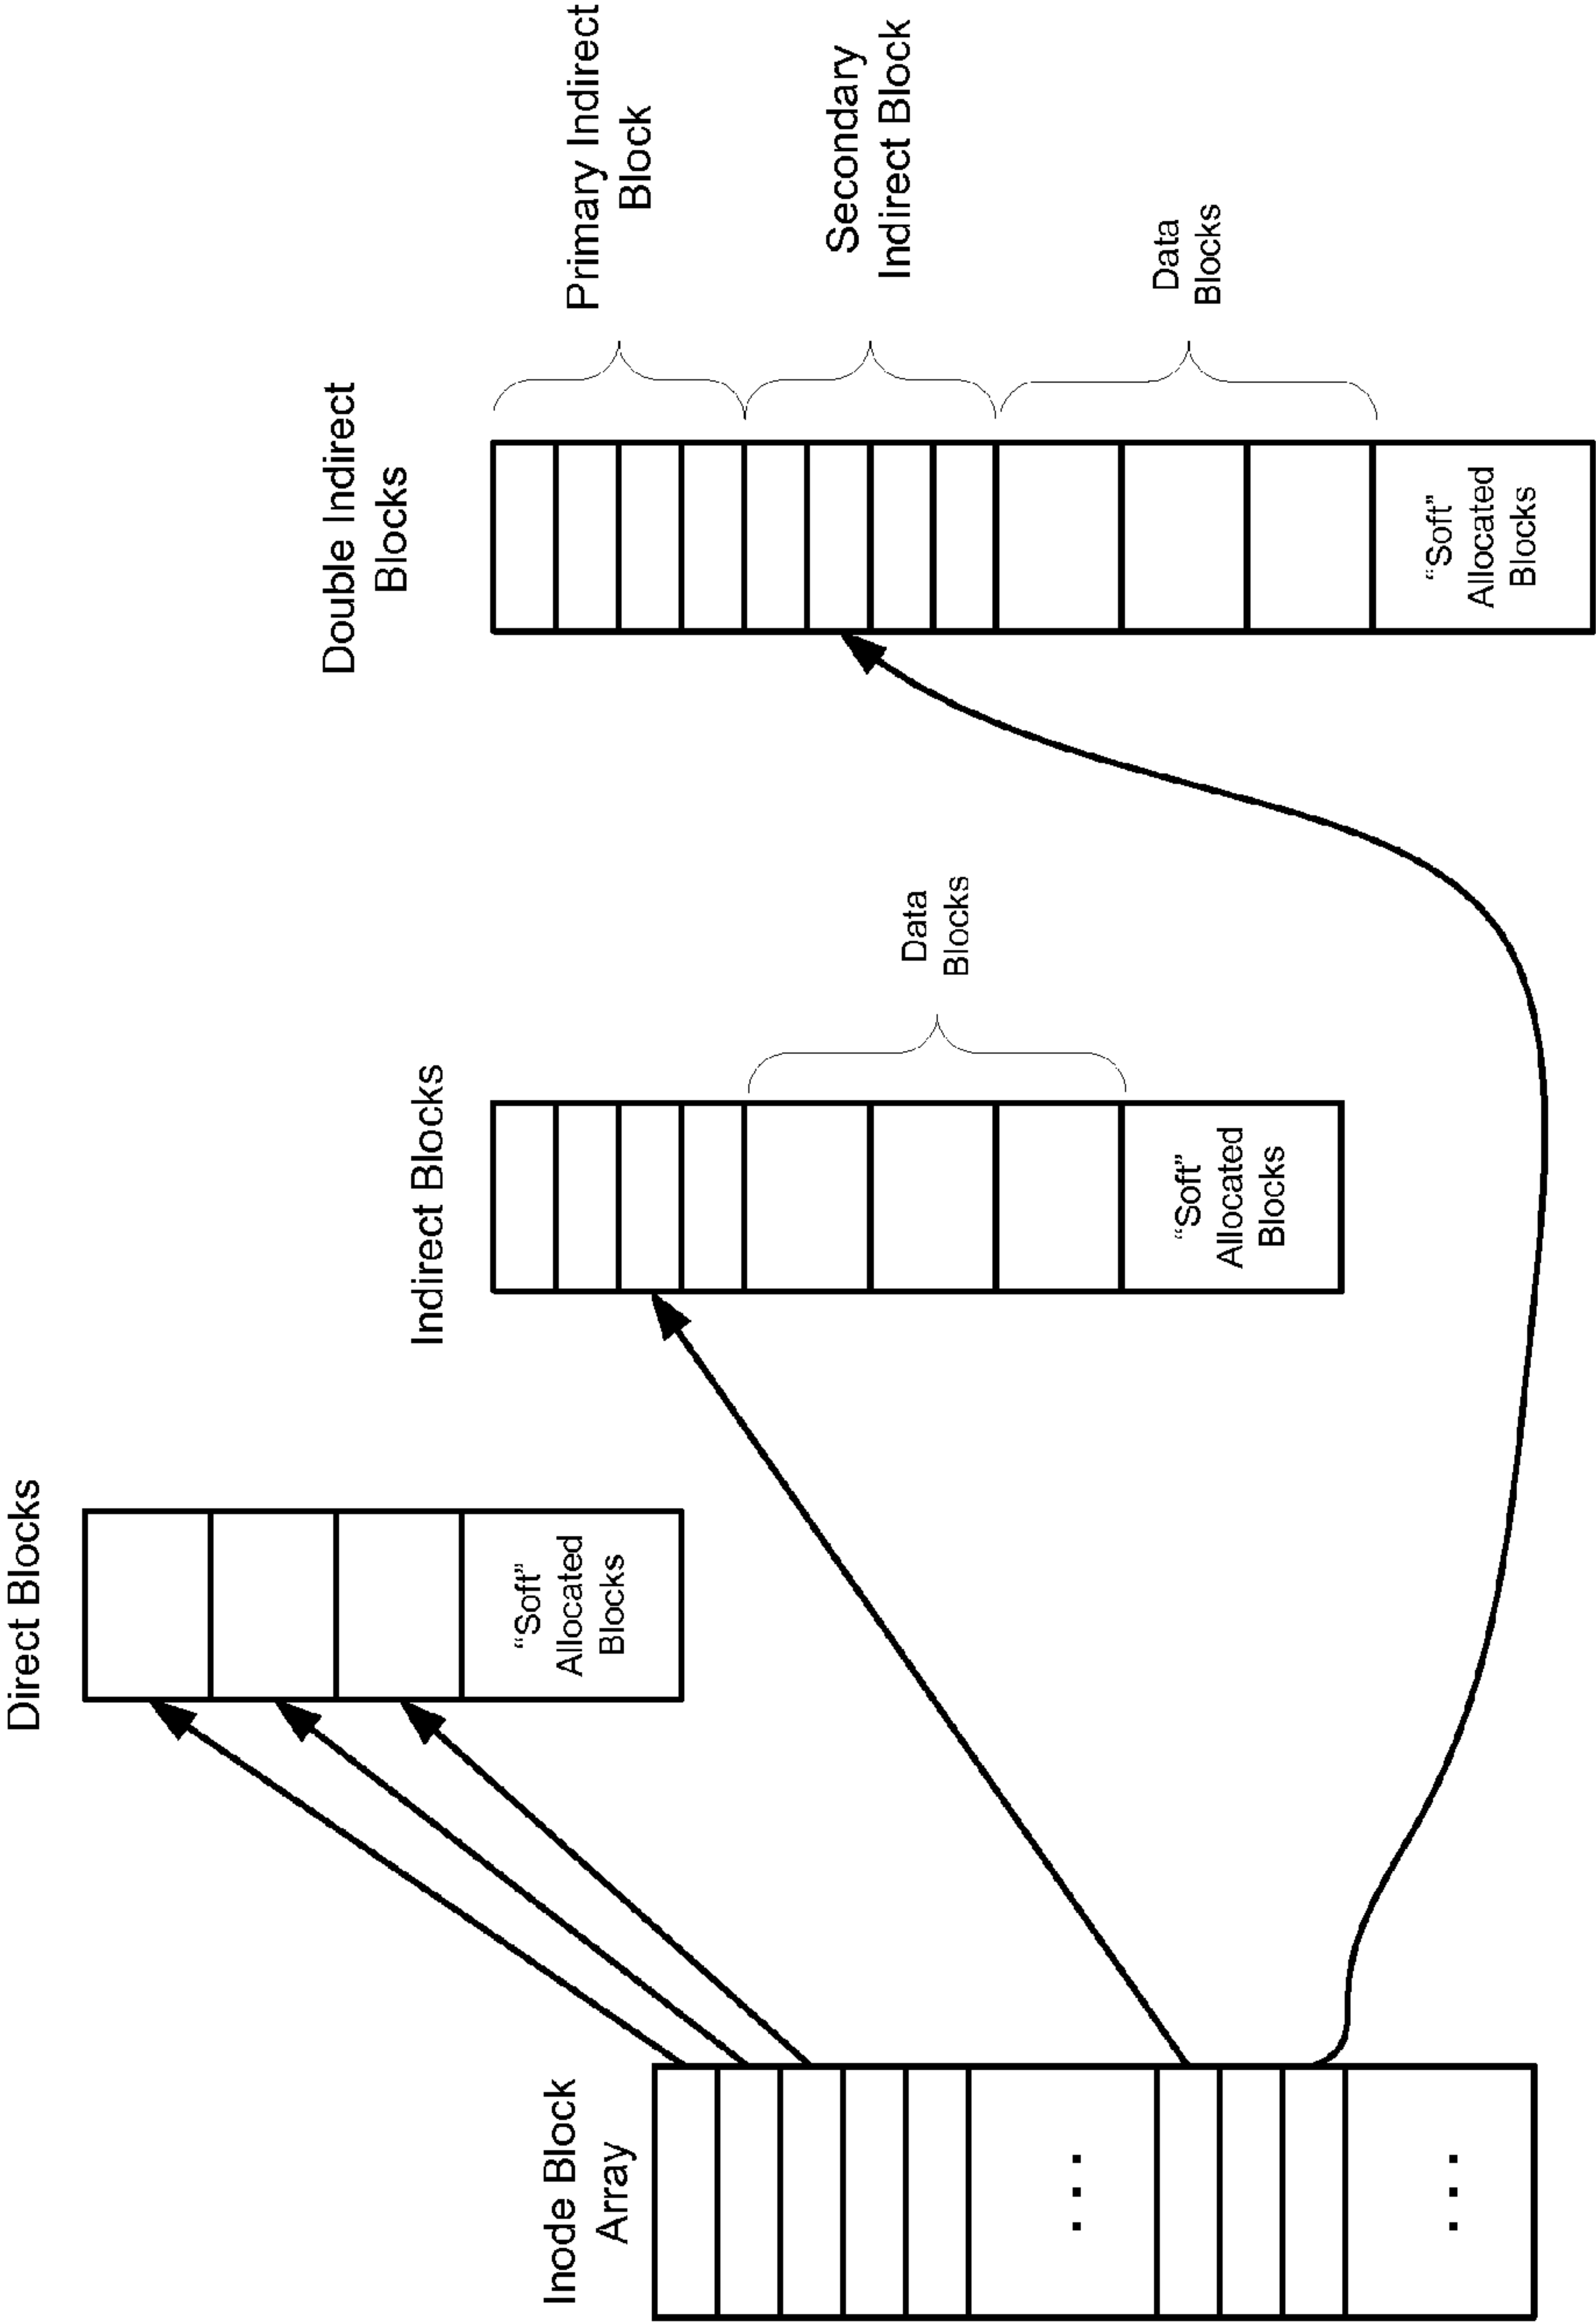 Inode Block
Array
. . .
. . .
Direct Blocks
“Soft”
Allocated
Blocks
Indirect Blocks
Data
Blocks
“Soft”
Allocated
Blocks
Double Indirect
Blocks
Primary Indirect
Block
Secondary
Indirect Block
Data
Blocks
“Soft”
Allocated
Blocks